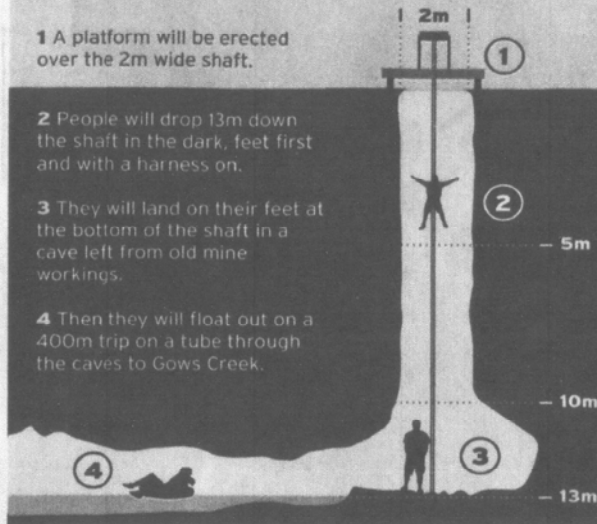 2m
1 A platform will be erected
over the 2m wide shaft.
1
2 People will drop 13m down
the shaft in the dark, feet first
and with a harness on.
2
3 They will land on their feet at
the bottom of the shaft in a
cave left from old mine
workings.
5m
4 Then they will float out on a
400m trip on a tube through
the caves to Gows Creek.
10m
3
4
13m